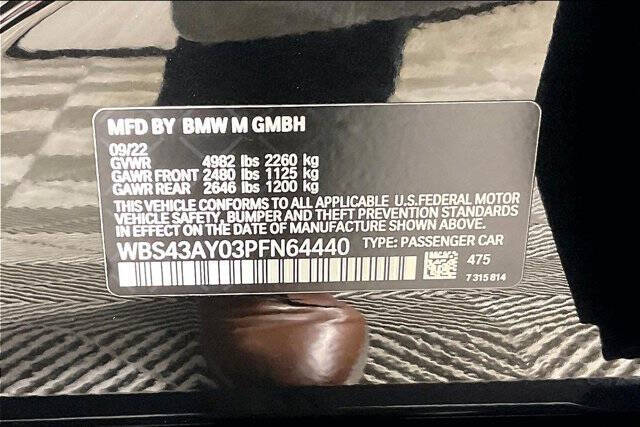 MFD BY BMW M GMBH
09/22
GVWR 4982 lbs 2260 kg
GAWR FRONT 2480 lbs 1125 kg
GAWR REAR 2646 lbs 1200 kg
THIS VEHICLE CONFORMS TO ALL APPLICABLE U.S.FEDERAL MOTOR
VEHICLE SAFETY, BUMPER AND THEFT PREVENTION STANDARDS
IN EFFECT ON THE DATE OF MANUFACTURE SHOWN ABOVE.
WBS43AY03PFN64440 TYPE: PASSENGER CAR
475
7 315 814